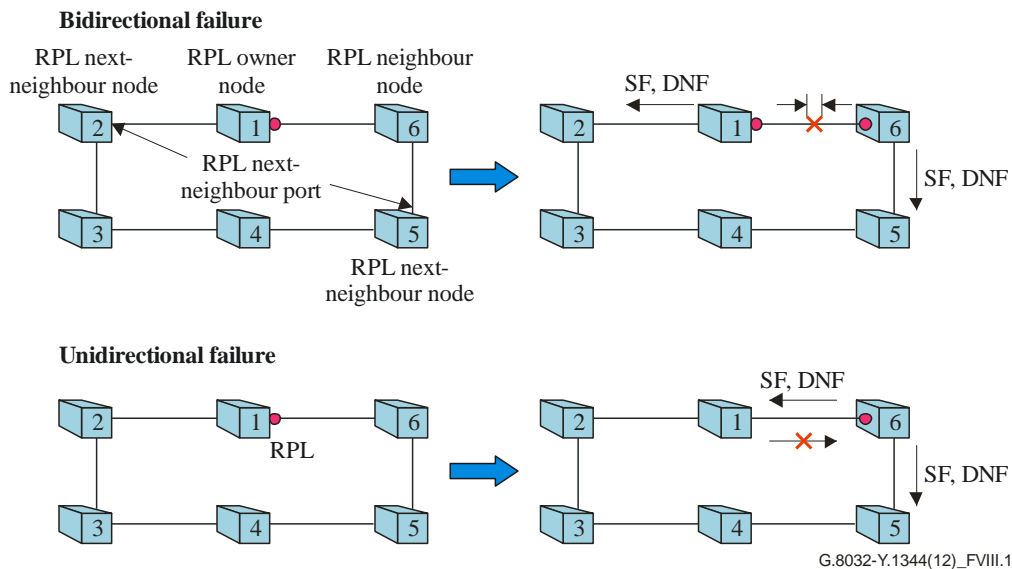 Bidirectional failure
RPL next-
neighbour node
RPL owner
node
RPL neighbour
node
2
1
6
RPL next-
neighbour port
3
4
5
RPL next-
neighbour node
SF, DNF
2
1
6
SF, DNF
3
4
5
Unidirectional failure
2
1
6
RPL
3
4
5
SF, DNF
2
1
6
SF, DNF
3
4
5
G.8032-Y.1344(12)_FVIII.1